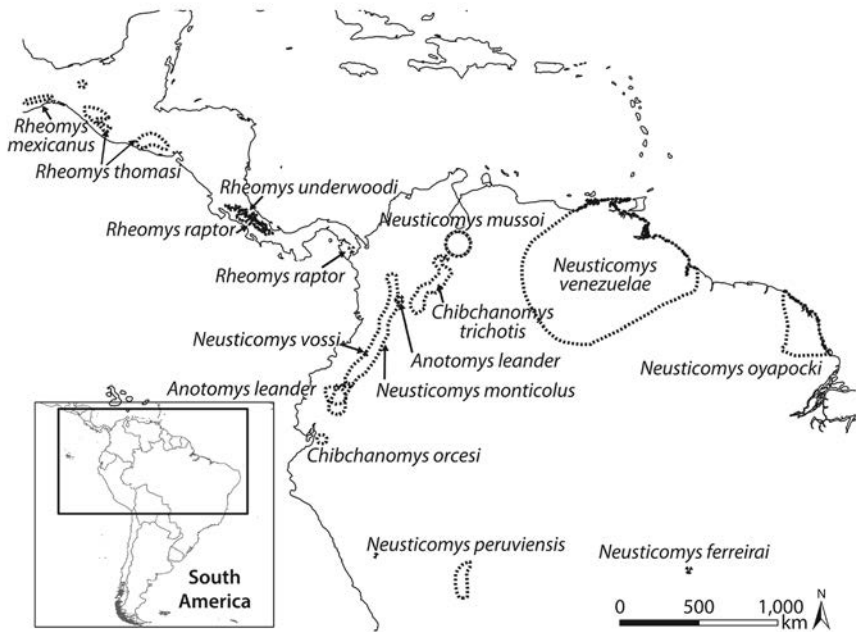 Rheomys
mexicanus
Rheomys thomasi
Rheomys underwoodi
Rheomys raptor
Neusticomys mussoi
Rheomys raptor
Neusticomys
venezuelae
Chibchanomys
trichotis
Neusticomys vossi
Anotomys leander
Neusticomys oyapocki
Anotomys leander
Neusticomys monticolus
Chibchanomys orcesi
Neusticomys peruviensis
Neusticomys ferreirai
South
America
0 500 1,000
km
N